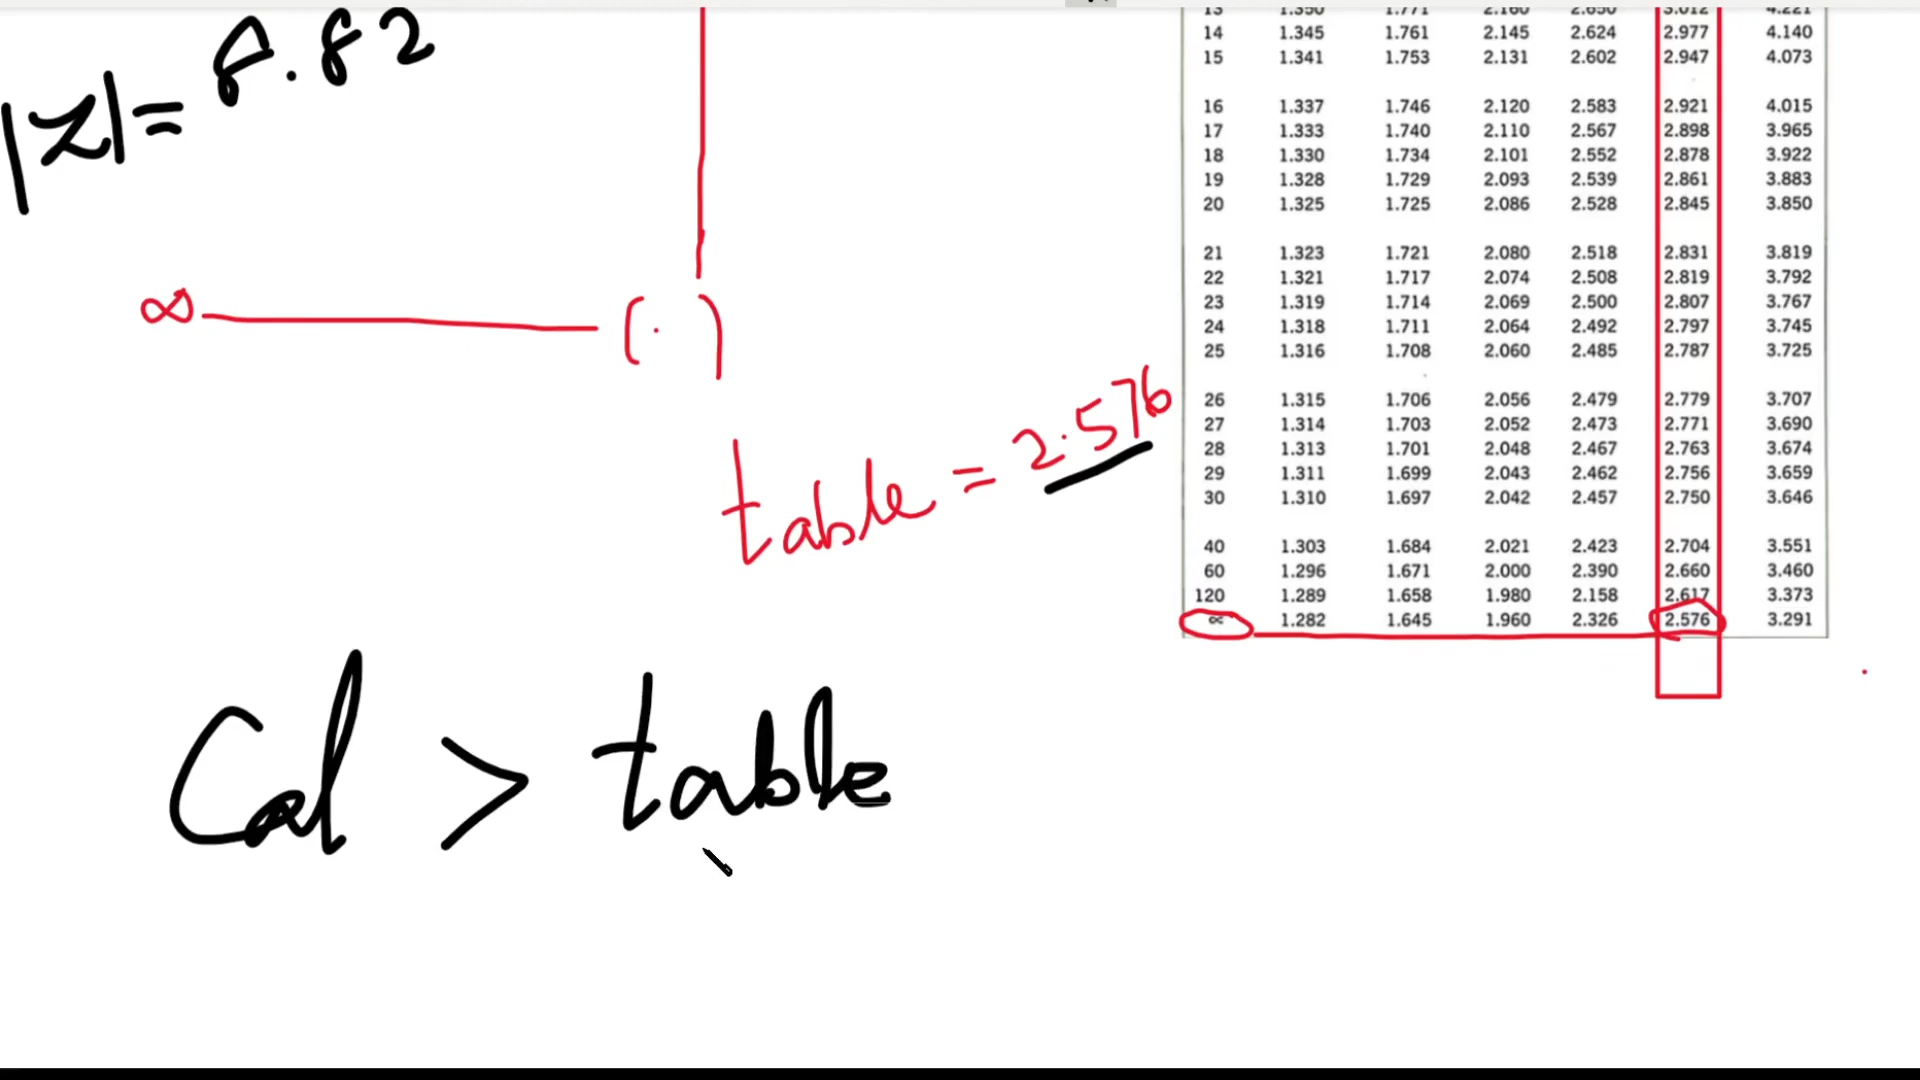 |Z| = 8.82
∞ ( . )
table = 2.576
Cal > table
13 1.350 1.771 2.160 2.650 3.012 4.221
14 1.345 1.761 2.145 2.624 2.977 4.140
15 1.341 1.753 2.131 2.602 2.947 4.073
16 1.337 1.746 2.120 2.583 2.921 4.015
17 1.333 1.740 2.110 2.567 2.898 3.965
18 1.330 1.734 2.101 2.552 2.878 3.922
19 1.328 1.729 2.093 2.539 2.861 3.883
20 1.325 1.725 2.086 2.528 2.845 3.850
21 1.323 1.721 2.080 2.518 2.831 3.819
22 1.321 1.717 2.074 2.508 2.819 3.792
23 1.319 1.714 2.069 2.500 2.807 3.767
24 1.318 1.711 2.064 2.492 2.797 3.745
25 1.316 1.708 2.060 2.485 2.787 3.725
26 1.315 1.706 2.056 2.479 2.779 3.707
27 1.314 1.703 2.052 2.473 2.771 3.690
28 1.313 1.701 2.048 2.467 2.763 3.674
29 1.311 1.699 2.043 2.462 2.756 3.659
30 1.310 1.697 2.042 2.457 2.750 3.646
40 1.303 1.684 2.021 2.423 2.704 3.551
60 1.296 1.671 2.000 2.390 2.660 3.460
120 1.289 1.658 1.980 2.158 2.617 3.373
∞ 1.282 1.645 1.960 2.326 2.576 3.291